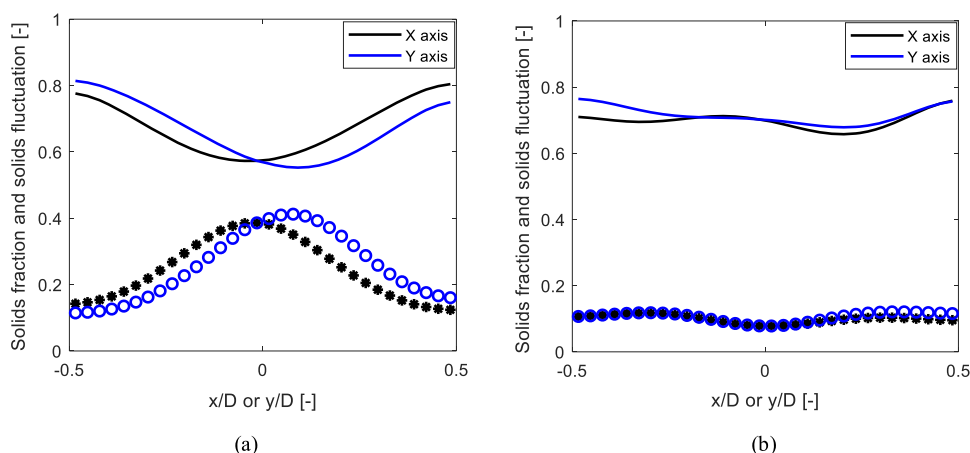 Solids fraction and solids fluctuation [-]
1
0.8
0.6
0.4
0.2
0
-0.5
0
0.5
x/D or y/D [-]
X axis
Y axis
(a)
Solids fraction and solids fluctuation [-]
1
0.8
0.6
0.4
0.2
0
-0.5
0
0.5
x/D or y/D [-]
X axis
Y axis
(b)